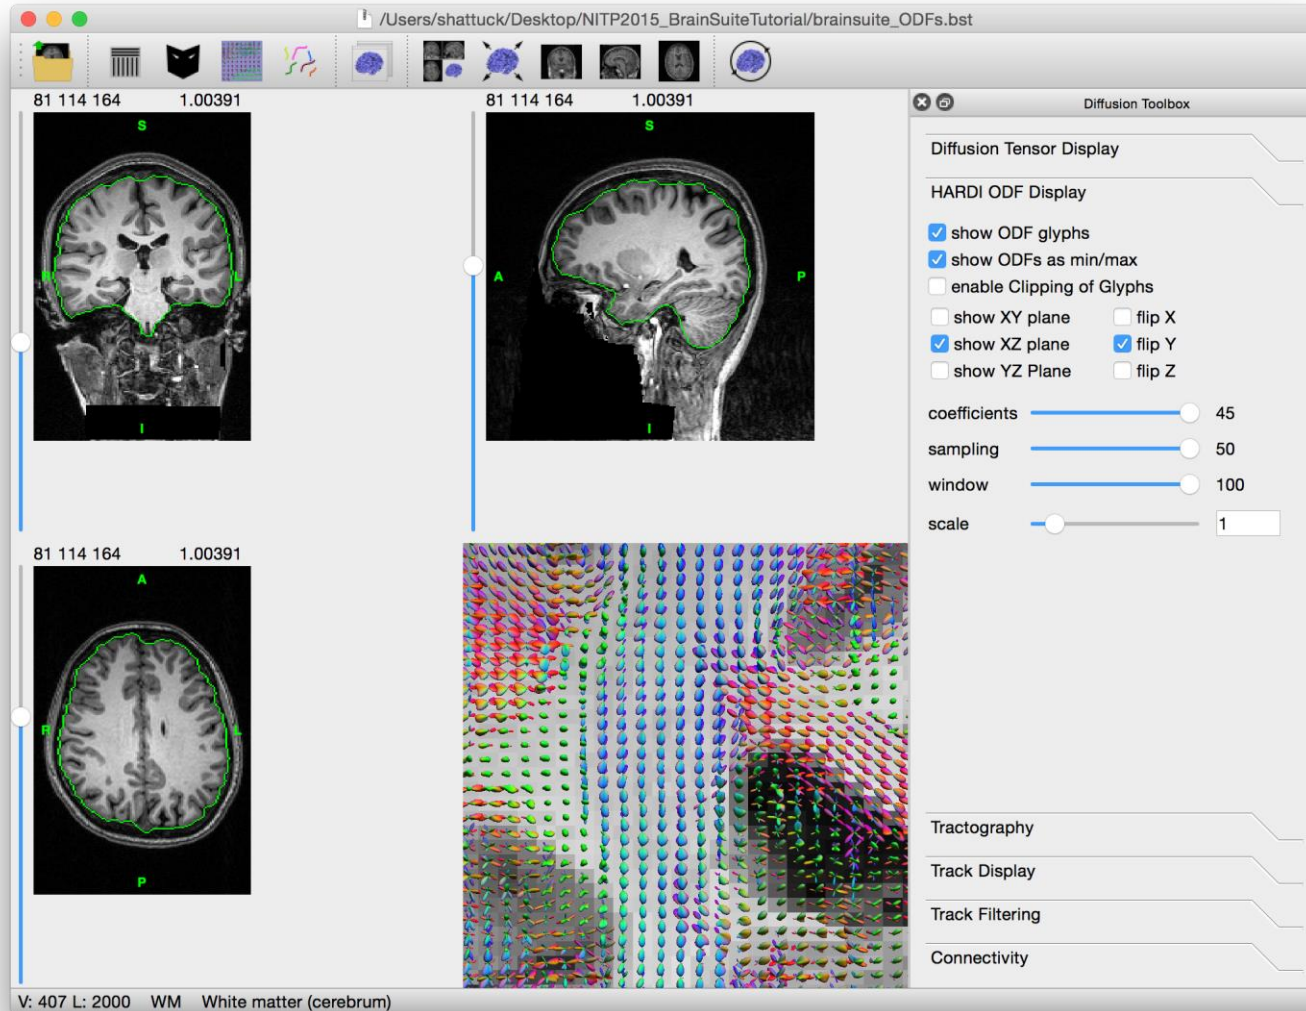 /Users/shattuck/Desktop/NITP2015_BrainSuiteTutorial/brainsuite_ODFs.bst
81 114 164 1.00391
S
R L
I
81 114 164 1.00391
S
A P
I
81 114 164 1.00391
A
R L
P
Diffusion Toolbox
Diffusion Tensor Display
HARDI ODF Display
show ODF glyphs
show ODFs as min/max
enable Clipping of Glyphs
show XY plane flip X
show XZ plane flip Y
show YZ Plane flip Z
coefficients 45
sampling 50
window 100
scale 1
Tractography
Track Display
Track Filtering
Connectivity
V: 407 L: 2000 WM White matter (cerebrum)